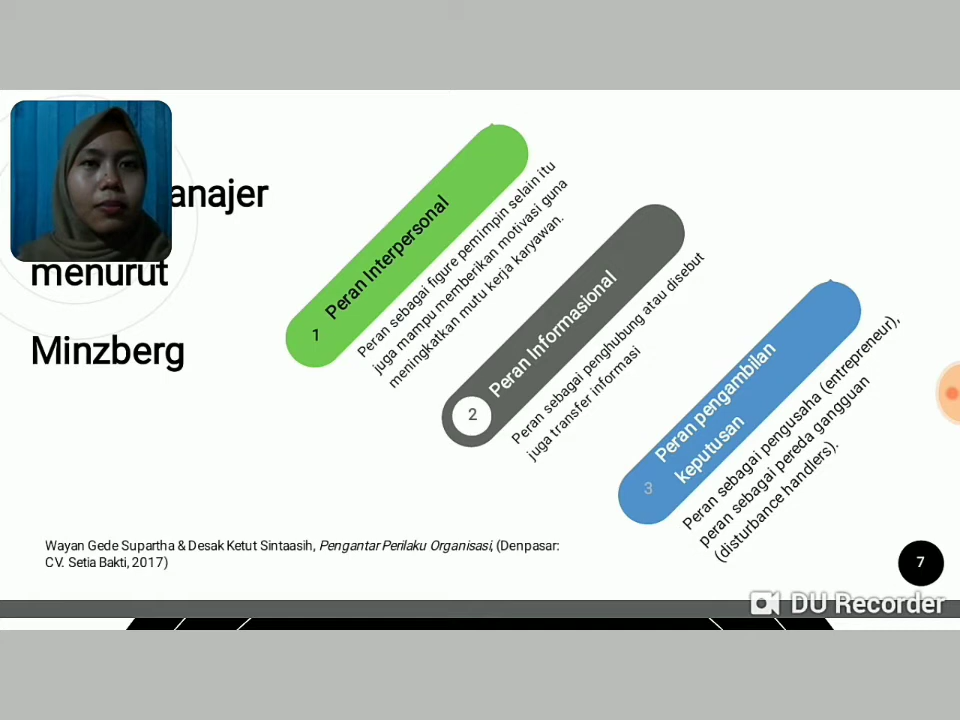 anajer
menurut
Minzberg
1
Peran Interpersonal
Peran sebagai figure pemimpin selain itu
juga mampu memberikan motivasi guna
meningkatkan mutu kerja karyawan.
2
Peran Informasional
Peran sebagai penghubung atau disebut
juga transfer informasi
3
Peran pengambilan
keputusan
Peran sebagai pengusaha (entrepreneur),
peran sebagai pereda gangguan
(disturbance handlers).
Wayan Gede Supartha & Desak Ketut Sintaasih, Pengantar Perilaku Organisasi, (Denpasar:
CV. Setia Bakti, 2017)
7
DU Recorder